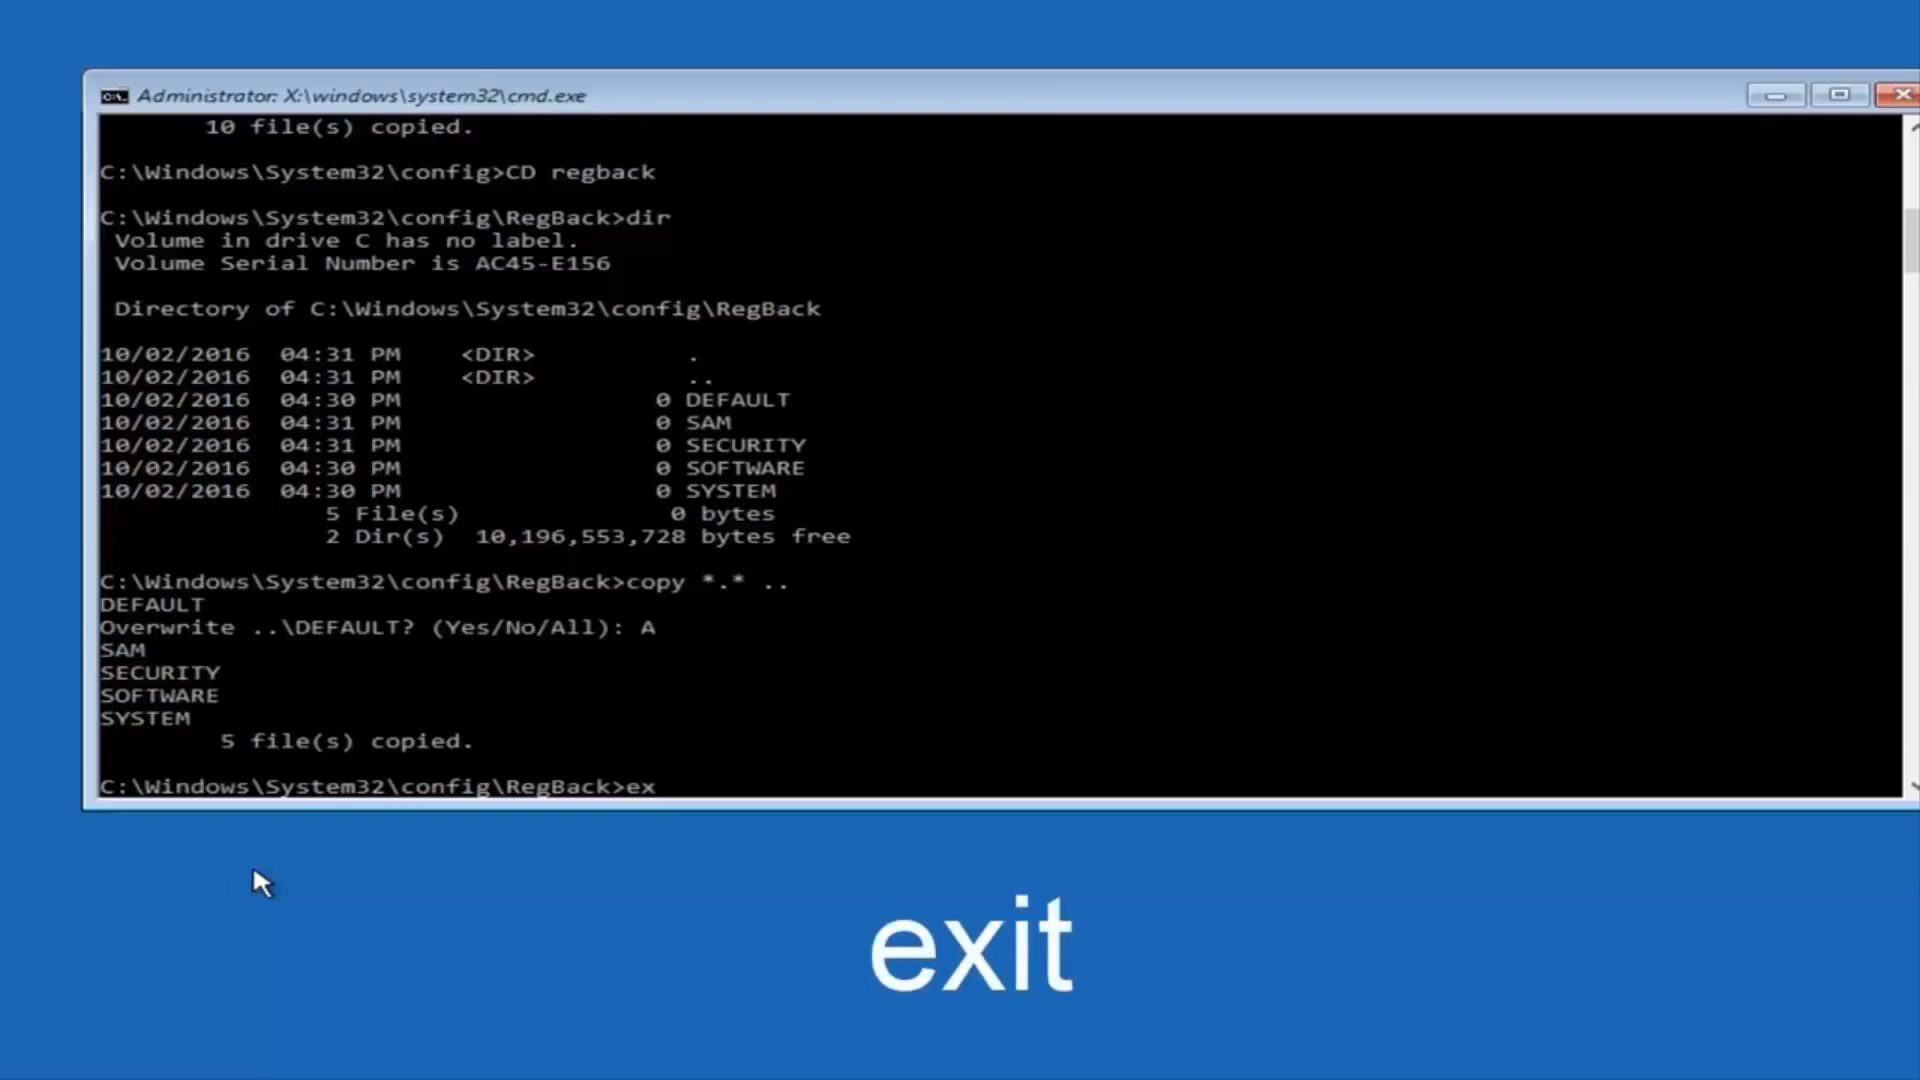 Administrator: X:\windows\system32\cmd.exe
10 file(s) copied.
C:\Windows\System32\config>CD regback
C:\Windows\System32\config\RegBack>dir
Volume in drive C has no label.
Volume Serial Number is AC45-E156
Directory of C:\Windows\System32\config\RegBack
10/02/2016 04:31 PM <DIR> .
10/02/2016 04:31 PM <DIR> ..
10/02/2016 04:30 PM 0 DEFAULT
10/02/2016 04:31 PM 0 SAM
10/02/2016 04:31 PM 0 SECURITY
10/02/2016 04:30 PM 0 SOFTWARE
10/02/2016 04:30 PM 0 SYSTEM
5 File(s) 0 bytes
2 Dir(s) 10,196,553,728 bytes free
C:\Windows\System32\config\RegBack>copy *.* ..
DEFAULT
Overwrite ..\DEFAULT? (Yes/No/All): A
SAM
SECURITY
SOFTWARE
SYSTEM
5 file(s) copied.
C:\Windows\System32\config\RegBack>ex
exit